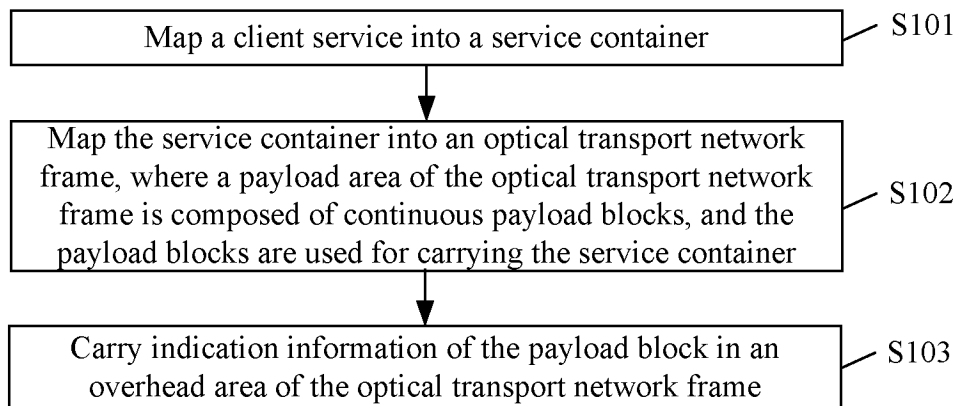 Map a client service into a service container
S101
Map the service container into an optical transport network
frame, where a payload area of the optical transport network
frame is composed of continuous payload blocks, and the
payload blocks are used for carrying the service container
S102
Carry indication information of the payload block in an
overhead area of the optical transport network frame
S103